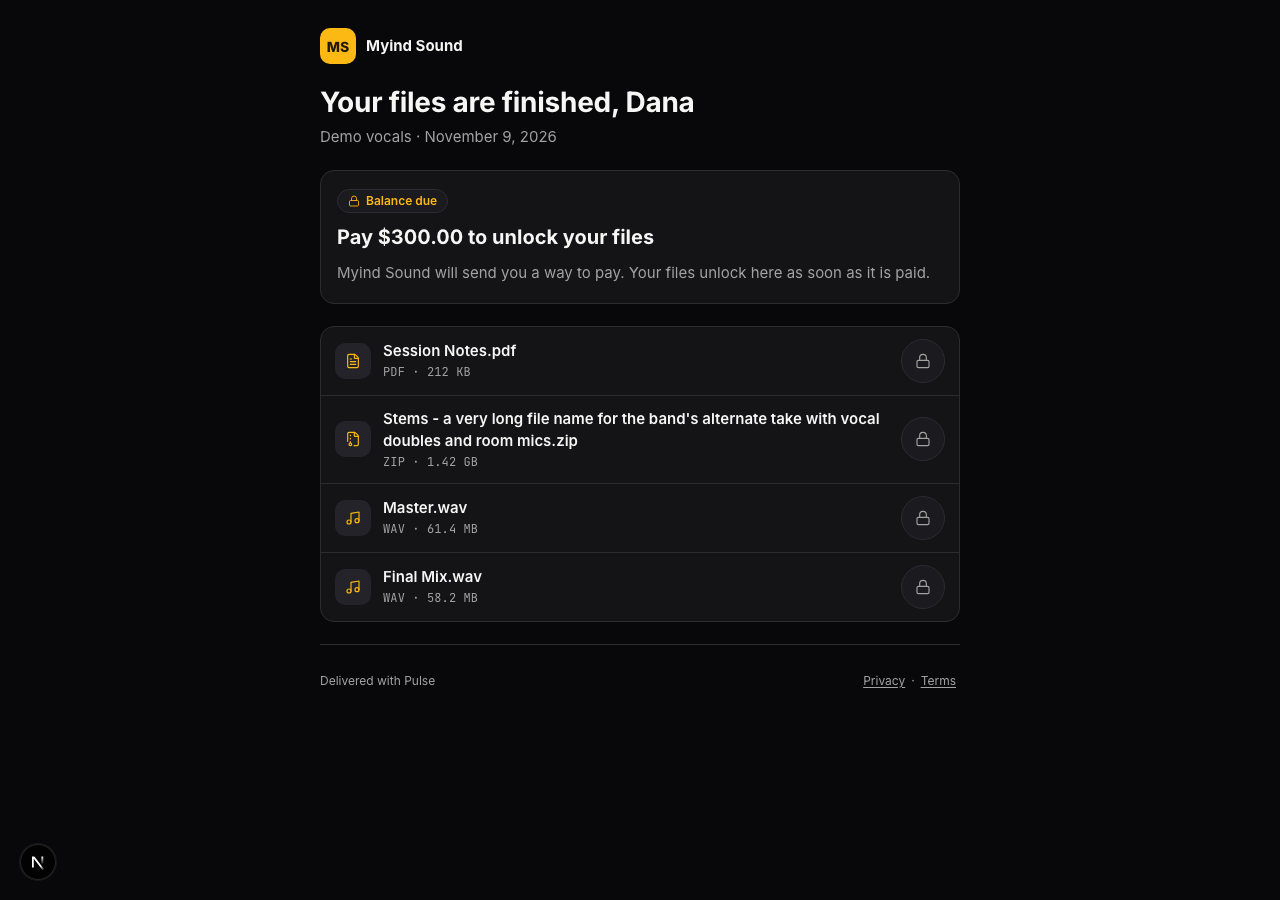 MS
Myind Sound
Your files are finished, Dana
Demo vocals · November 9, 2026
Balance due
Pay $300.00 to unlock your files
Myind Sound will send you a way to pay. Your files unlock here as soon as it is paid.
Session Notes.pdf
PDF · 212 KB
Stems - a very long file name for the band's alternate take with vocal
doubles and room mics.zip
ZIP · 1.42 GB
Master.wav
WAV · 61.4 MB
Final Mix.wav
WAV · 58.2 MB
Delivered with Pulse
Privacy · Terms
N